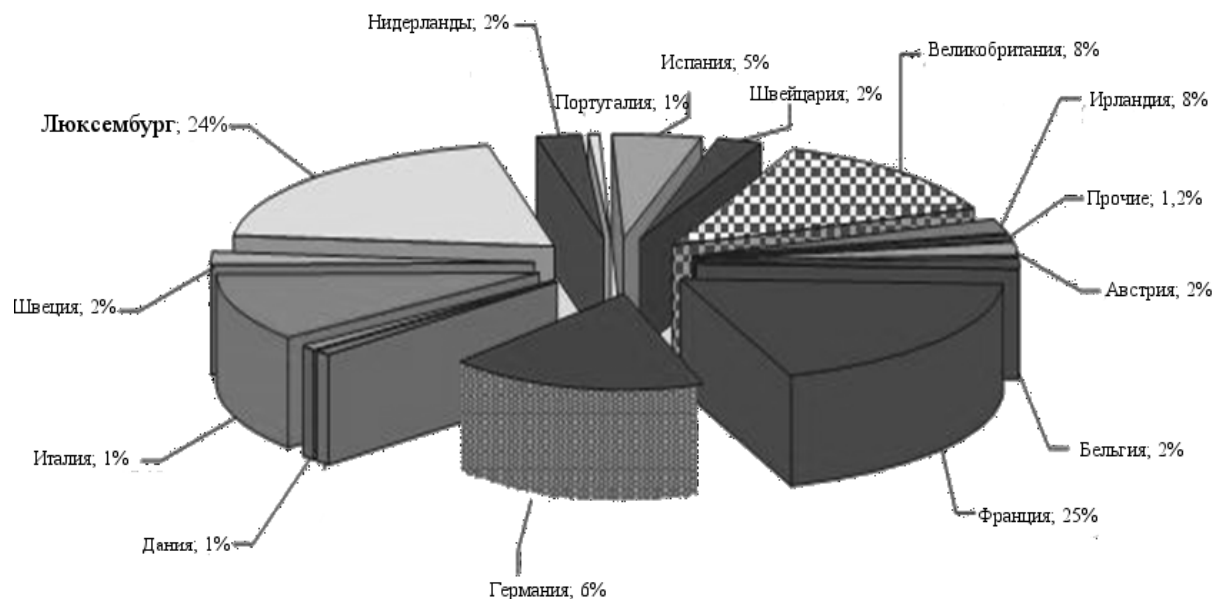 Нидерланды; 2%
Испания; 5%
Великобритания; 8%
Португалия; 1%
Швейцария; 2%
Ирландия; 8%
Люксембург; 24%
Прочие; 1,2%
Швеция; 2%
Австрия; 2%
Италия; 1%
Бельгия; 2%
Франция; 25%
Дания; 1%
Германия; 6%